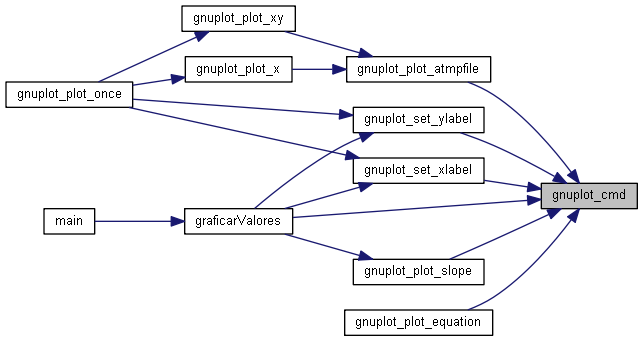 gnuplot_plot_xy
gnuplot_plot_x
gnuplot_plot_atmpfile
gnuplot_plot_once
gnuplot_set_ylabel
gnuplot_set_xlabel
gnuplot_cmd
main
graficarValores
gnuplot_plot_slope
gnuplot_plot_equation